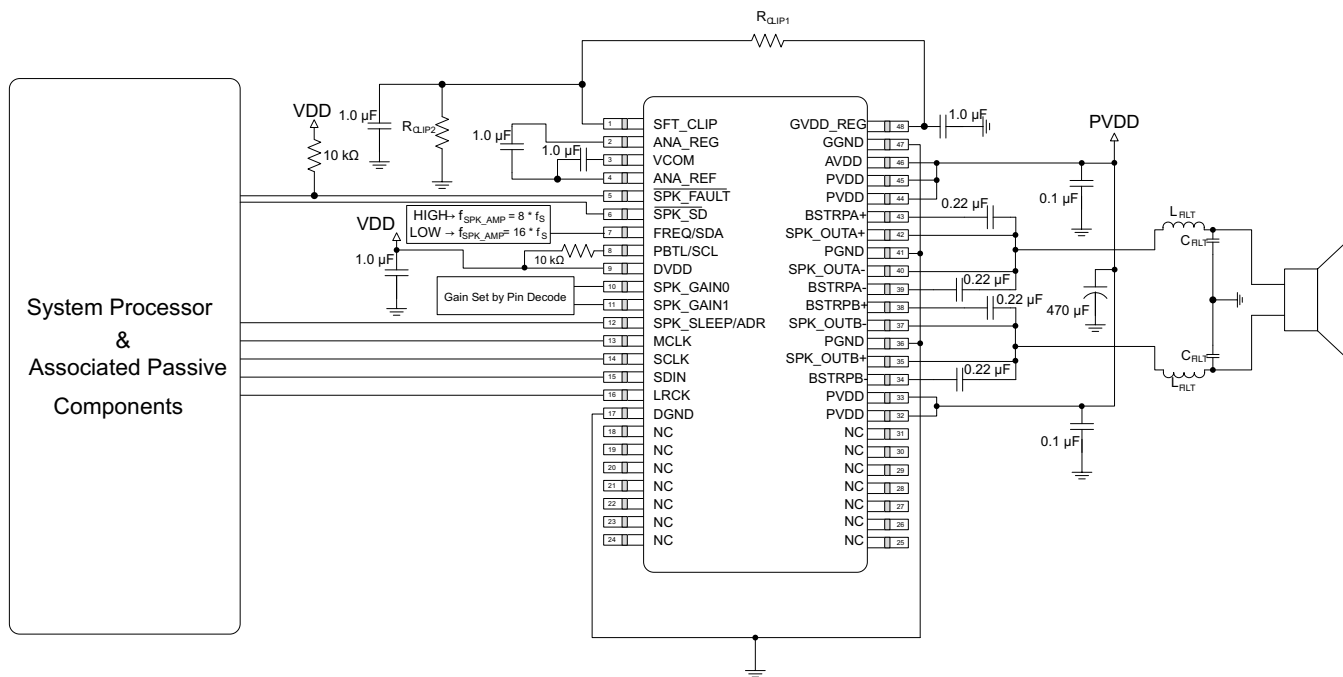 System Processor
&
Associated Passive
Components
VDD
10 kΩ
1.0 µF
RCLIP2
1.0 µF
1.0 µF
RCLIP1
HIGH→ fSPK_AMP = 8 * fS
LOW → fSPK_AMP = 16 * fS
VDD
1.0 µF
10 kΩ
Gain Set by Pin Decode
1 SFT_CLIP
2 ANA_REG
3 VCOM
4 ANA_REF
5 SPK_FAULT
6 SPK_SD
7 FREQ/SDA
8 PBTL/SCL
9 DVDD
10 SPK_GAIN0
11 SPK_GAIN1
12 SPK_SLEEP/ADR
13 MCLK
14 SCLK
15 SDIN
16 LRCK
17 DGND
18 NC
19 NC
20 NC
21 NC
22 NC
23 NC
24 NC
GVDD_REG 48
GGND 47
AVDD 46
PVDD 45
PVDD 44
BSTRPA+ 43
SPK_OUTA+ 42
PGND 41
SPK_OUTA- 40
BSTRPA- 39
BSTRPB+ 38
SPK_OUTB- 37
PGND 36
SPK_OUTB+ 35
BSTRPB- 34
PVDD 33
PVDD 32
NC 31
NC 30
NC 29
NC 28
NC 27
NC 26
NC 25
1.0 µF
PVDD
0.1 µF
0.22 µF
0.22 µF
0.22 µF
0.22 µF
470 µF
0.1 µF
LFILT
CFILT
CFILT
LFILT